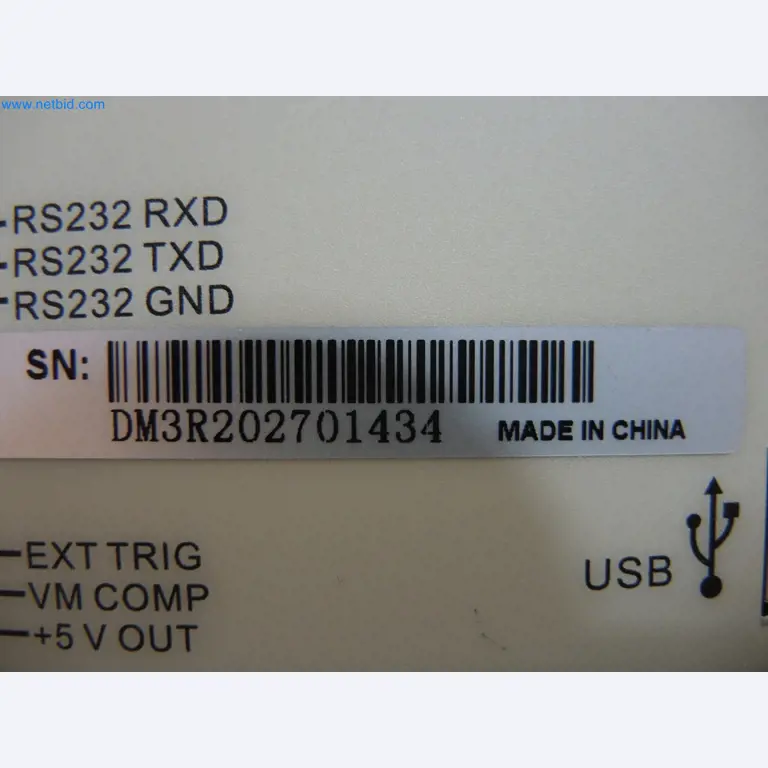 www.netbid.com
RS232 RXD
RS232 TXD
RS232 GND
SN:
DM3R202701434
MADE IN CHINA
EXT TRIG
VM COMP
+5 V OUT
USB